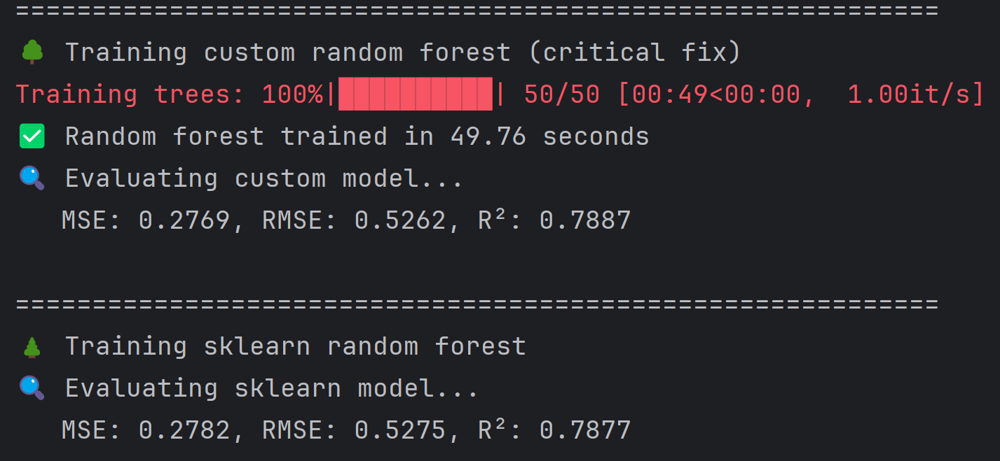 ============================================================
🌳 Training custom random forest (critical fix)
Training trees: 100%|██████████| 50/50 [00:49<00:00,  1.00it/s]
✅ Random forest trained in 49.76 seconds
🔍 Evaluating custom model...
   MSE: 0.2769, RMSE: 0.5262, R²: 0.7887
============================================================
🌲 Training sklearn random forest
🔍 Evaluating sklearn model...
   MSE: 0.2782, RMSE: 0.5275, R²: 0.7877